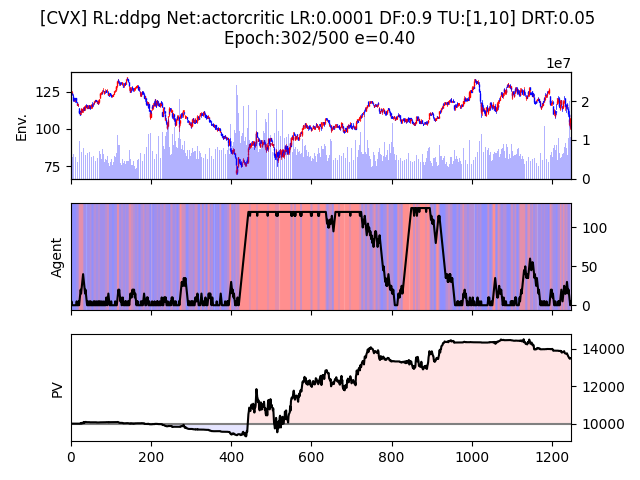 [CVX] RL:ddpg Net:actorcritic LR:0.0001 DF:0.9 TU:[1,10] DRT:0.05
Epoch:302/500 e=0.40
1e7
Env.
125
100
75
2
1
0
Agent
100
50
0
PV
14000
12000
10000
0 200 400 600 800 1000 1200